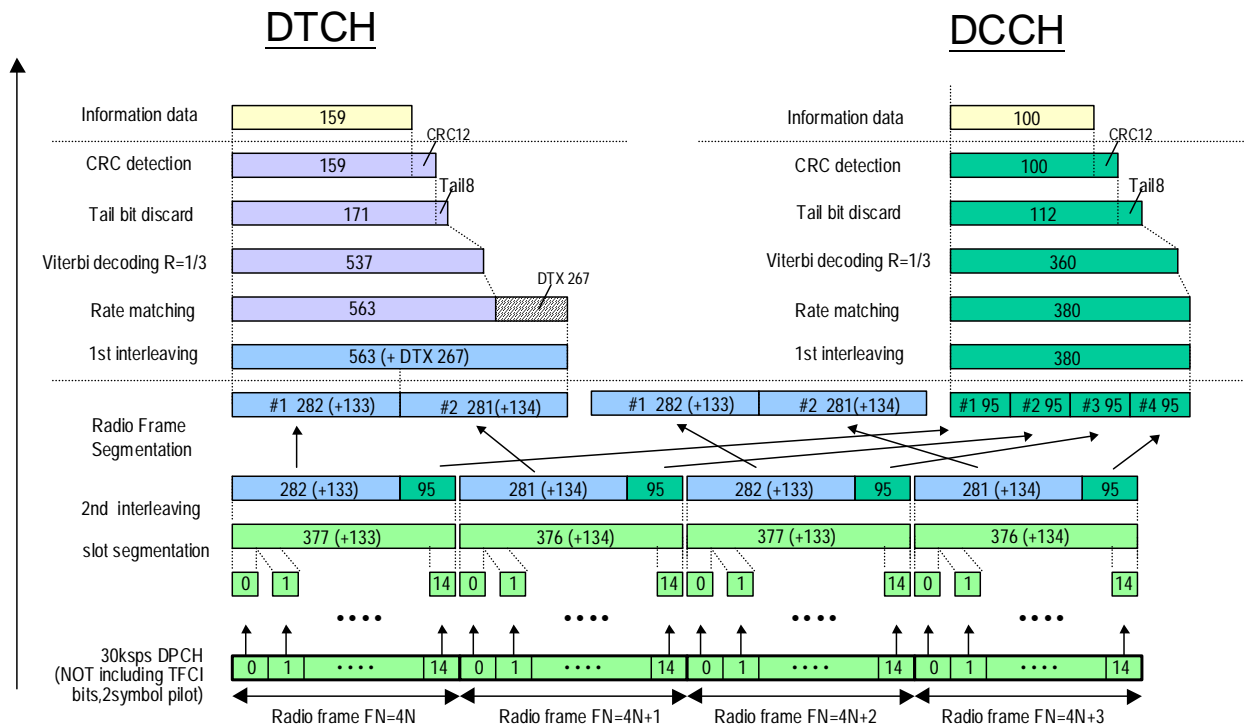 DTCH DCCH
Information data 159 Information data 100
CRC12 CRC12
CRC detection 159 CRC detection 100
Tail8 Tail8
Tail bit discard 171 Tail bit discard 112
Viterbi decoding R=1/3 537 Viterbi decoding R=1/3 360
DTX 267
Rate matching 563 Rate matching 380
1st interleaving 563 (+ DTX 267) 1st interleaving 380
#1 282 (+133) #2 281(+134) #1 282 (+133) #2 281(+134) #1 95 #2 95 #3 95 #4 95
Radio Frame
Segmentation
282 (+133) 95 281 (+134) 95 282 (+133) 95 281 (+134) 95
2nd interleaving
377 (+133) 376 (+134) 377 (+133) 376 (+134)
slot segmentation
0 1 14 0 1 14 0 1 14 0 1 14
30ksps DPCH
(NOT including TFCI
bits,2symbol pilot)
0 1 14 0 1 14 0 1 14 0 1 14
Radio frame FN=4N Radio frame FN=4N+1 Radio frame FN=4N+2 Radio frame FN=4N+3